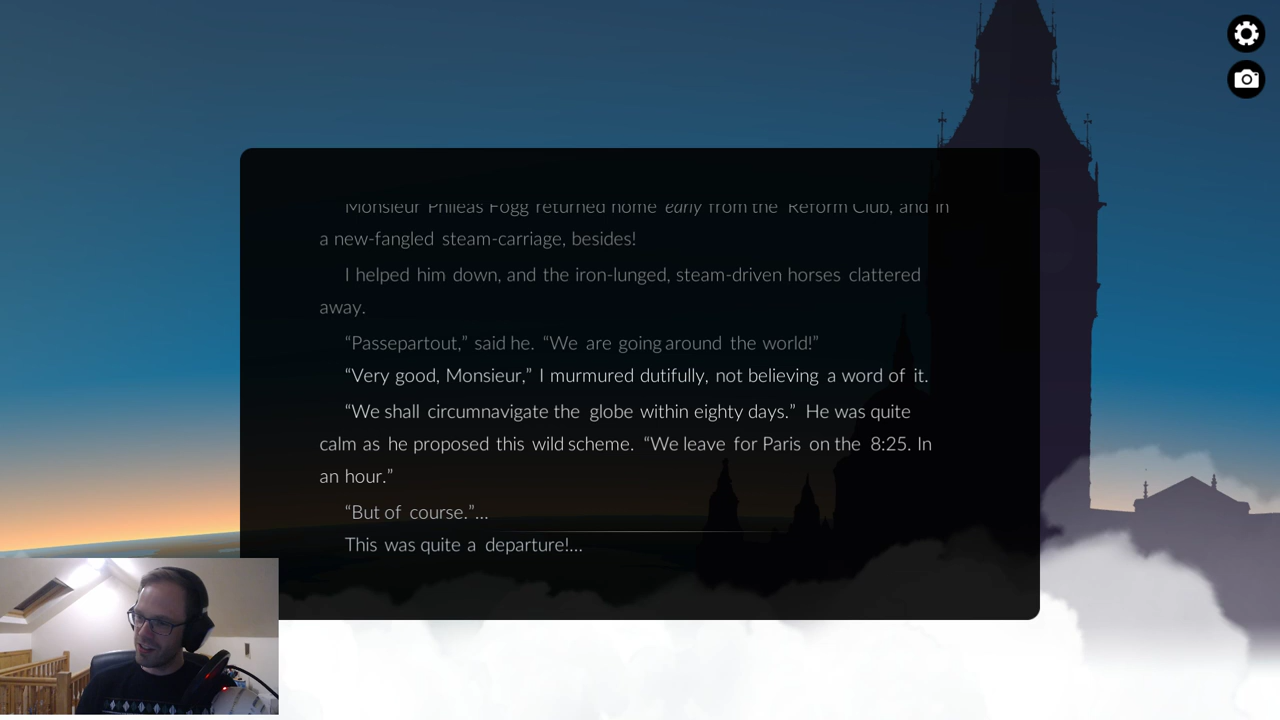 Monsieur Phileas Fogg returned home early from the Reform Club, and in
a new-fangled steam-carriage, besides!
I helped him down, and the iron-lunged, steam-driven horses clattered
away.
“Passepartout,” said he. “We are going around the world!”
“Very good, Monsieur,” I murmured dutifully, not believing a word of it.
“We shall circumnavigate the globe within eighty days.” He was quite
calm as he proposed this wild scheme. “We leave for Paris on the 8:25. In
an hour.”
“But of course.”...
This was quite a departure!...